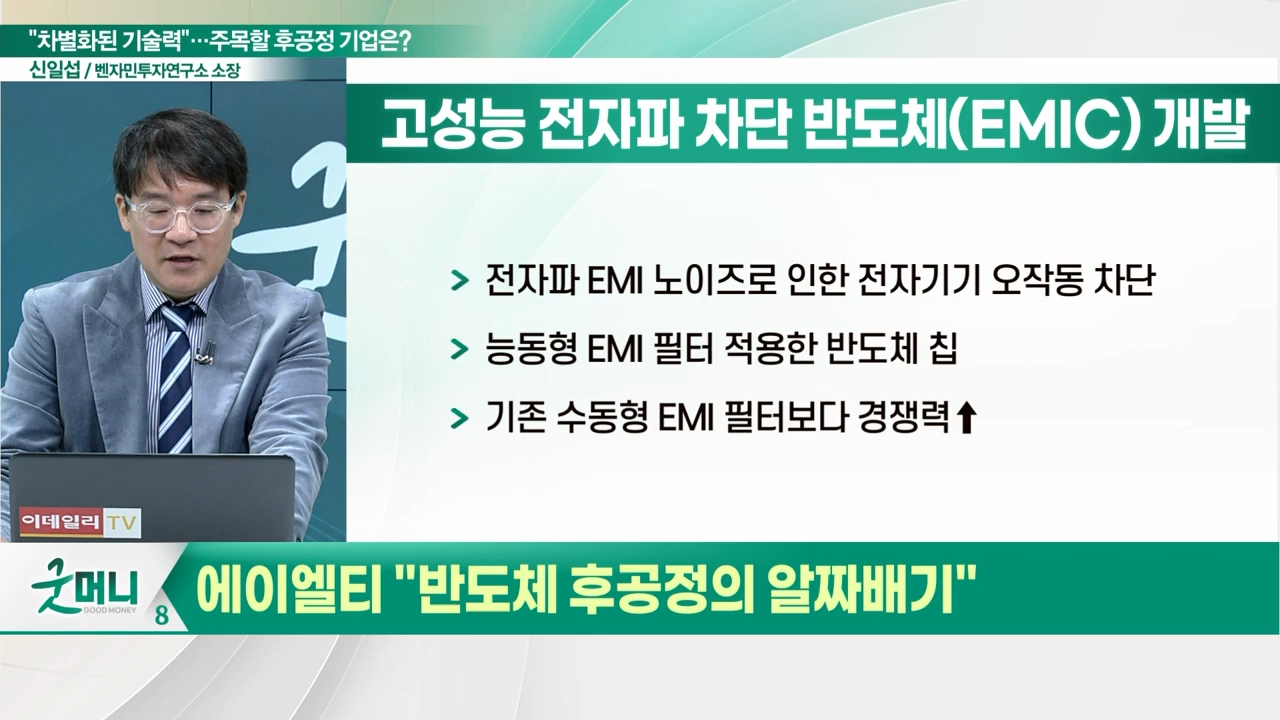 "차별화된 기술력"…주목할 후공정 기업은?
신일섭 / 벤자민투자연구소 소장
고성능 전자파 차단 반도체(EMIC) 개발
> 전자파 EMI 노이즈로 인한 전자기기 오작동 차단
> 능동형 EMI 필터 적용한 반도체 칩
> 기존 수동형 EMI 필터보다 경쟁력⬆
이데일리 TV
굿머니
GOOD MONEY
8
에이엘티 "반도체 후공정의 알짜배기"